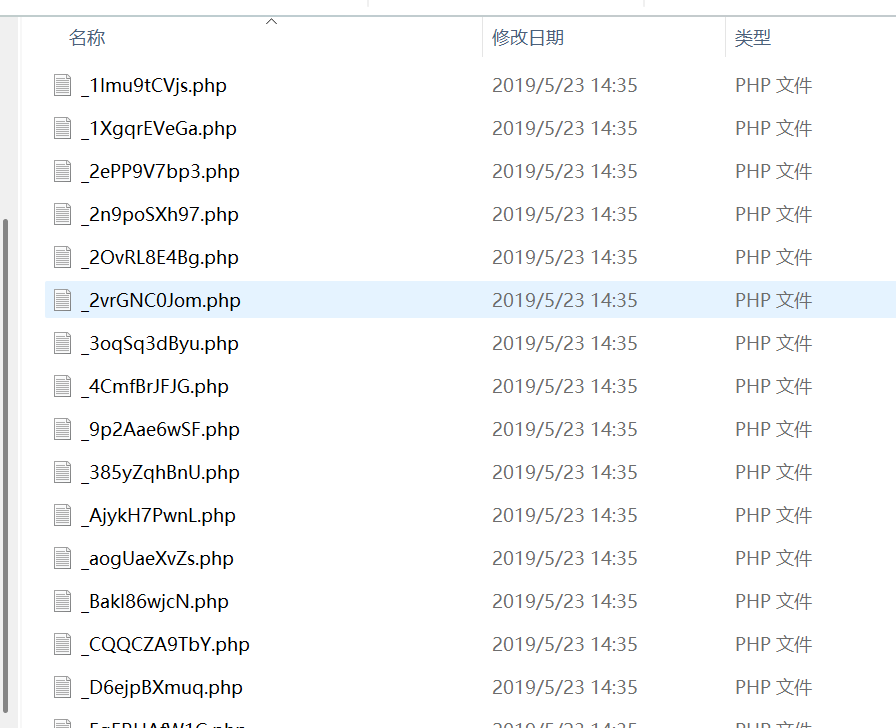 名称 修改日期 类型
_1Imu9tCVjs.php 2019/5/23 14:35 PHP 文件
_1XgqrEVeGa.php 2019/5/23 14:35 PHP 文件
_2ePP9V7bp3.php 2019/5/23 14:35 PHP 文件
_2n9poSXh97.php 2019/5/23 14:35 PHP 文件
_2OvRL8E4Bg.php 2019/5/23 14:35 PHP 文件
_2vrGNC0Jom.php 2019/5/23 14:35 PHP 文件
_3oqSq3dByu.php 2019/5/23 14:35 PHP 文件
_4CmfBrJFJG.php 2019/5/23 14:35 PHP 文件
_9p2Aae6wSF.php 2019/5/23 14:35 PHP 文件
_385yZqhBnU.php 2019/5/23 14:35 PHP 文件
_AjykH7PwnL.php 2019/5/23 14:35 PHP 文件
_aogUaeXvZs.php 2019/5/23 14:35 PHP 文件
_Bakl86wjcN.php 2019/5/23 14:35 PHP 文件
_CQQCZA9TbY.php 2019/5/23 14:35 PHP 文件
_D6ejpBXmuq.php 2019/5/23 14:35 PHP 文件